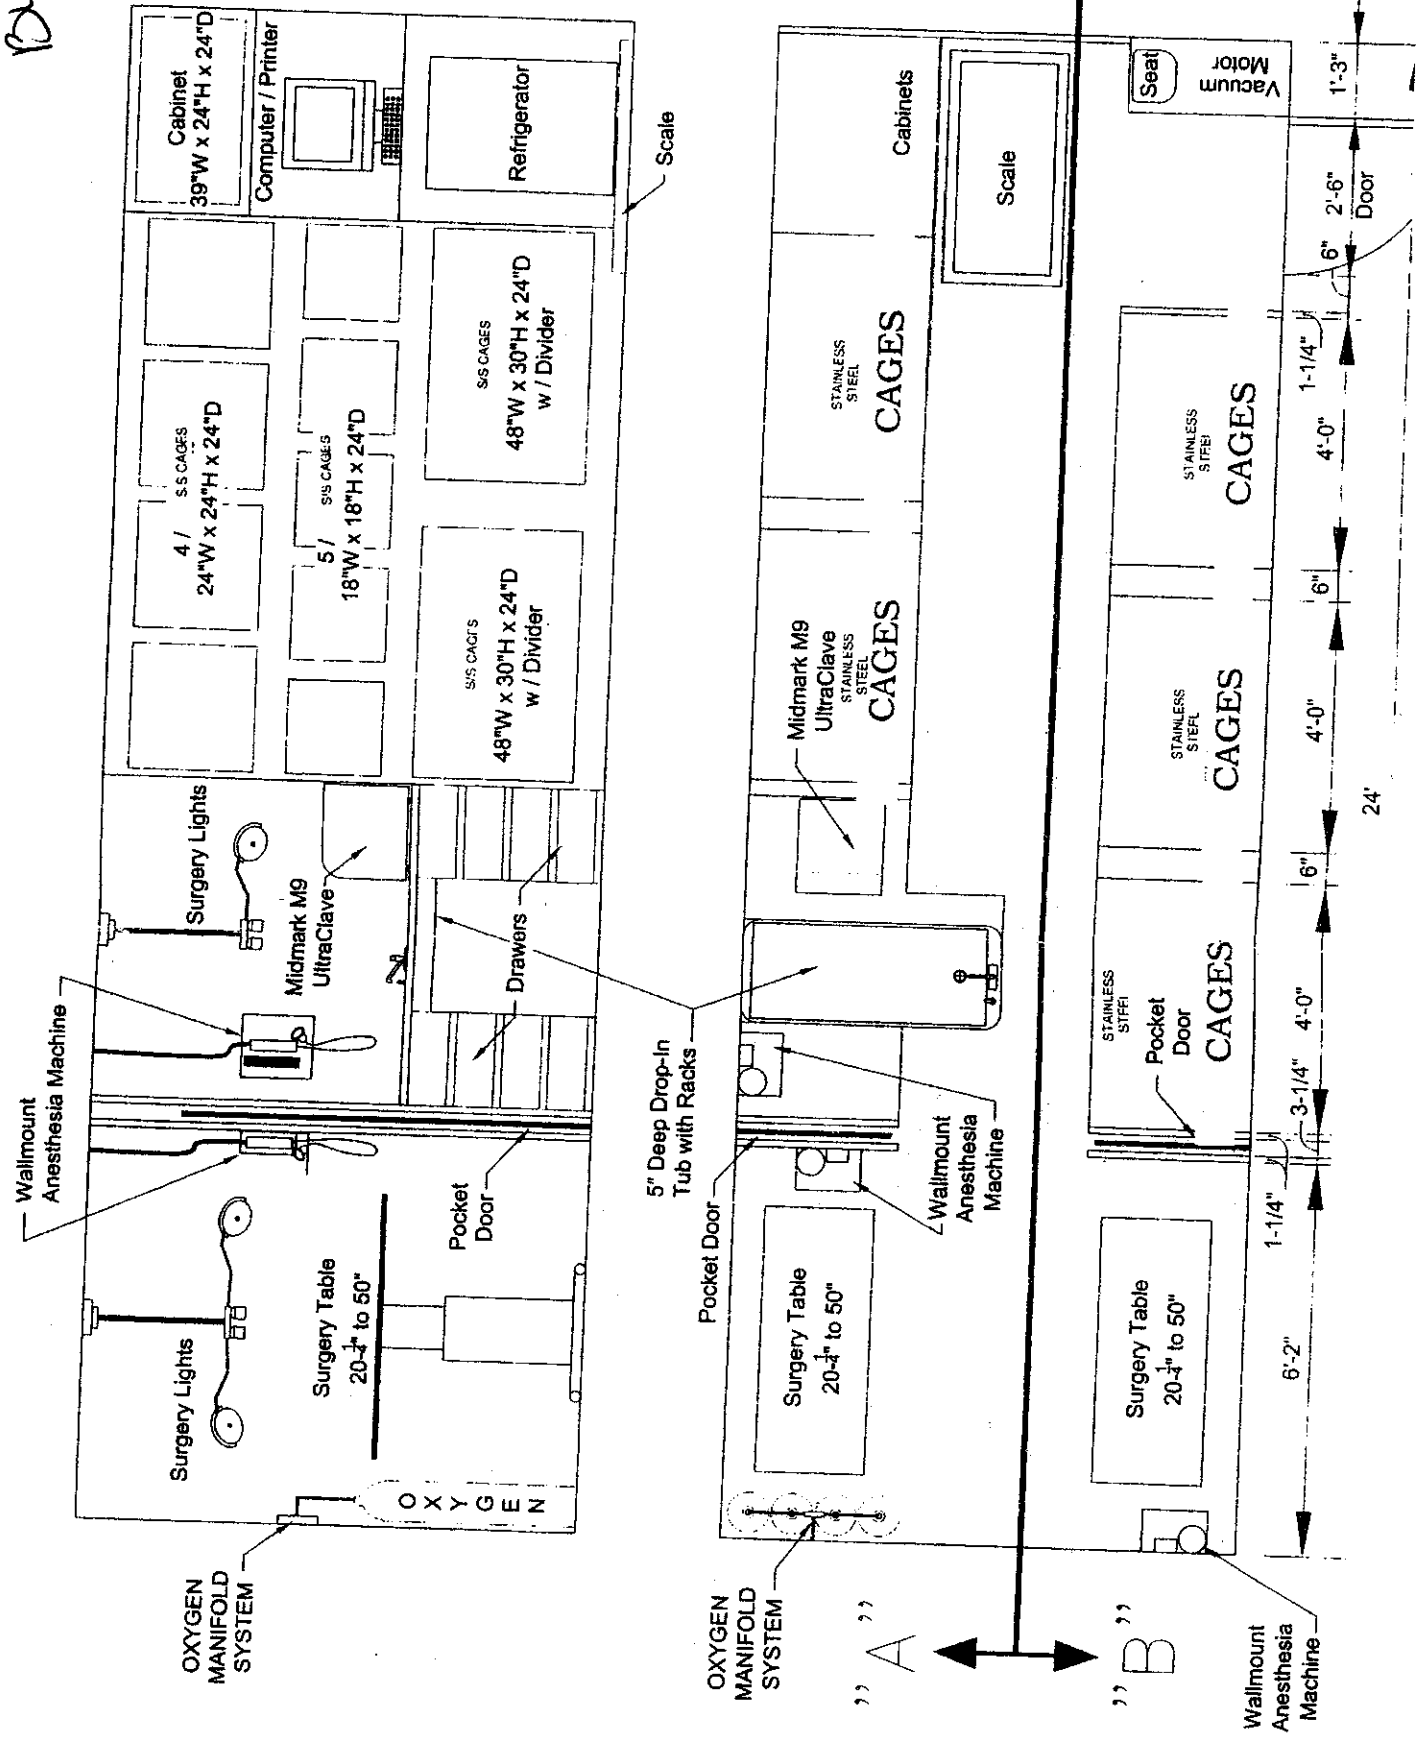 Wallmount
Anesthesia Machine
Surgery Lights
Surgery Lights
Midmark M9
UltraClave
Cabinet
39"W x 24"H x 24"D
Computer / Printer
Refrigerator
Scale
4 /
S.S CAGES
24"W x 24"H x 24"D
5 /
S/S CAGES
18"W x 18"H x 24"D
S/S CAGES
48"W x 30"H x 24"D
w / Divider
S/S CAGES
48"W x 30"H x 24"D
w / Divider
OXYGEN
MANIFOLD
SYSTEM
O
X
Y
G
E
N
Surgery Table
20-1/4" to 50"
Pocket
Door
Drawers
5" Deep Drop-In
Tub with Racks
Pocket Door
OXYGEN
MANIFOLD
SYSTEM
Surgery Table
20-1/4" to 50"
Wallmount
Anesthesia
Machine
Midmark M9
UltraClave
STAINLESS
STEEL
CAGES
STAINLESS
STEEL
CAGES
Cabinets
Scale
"A"
"B"
Wallmount
Anesthesia
Machine
Surgery Table
20-1/4" to 50"
STAINLESS
STEEL
CAGES
Pocket
Door
STAINLESS
STEEL
CAGES
STAINLESS
STEEL
CAGES
Seat
Vacuum
Motor
6'-2"
1-1/4"
3-1/4"
4'-0"
6"
4'-0"
6"
4'-0"
1-1/4"
6"
2'-6"
Door
1'-3"
24'